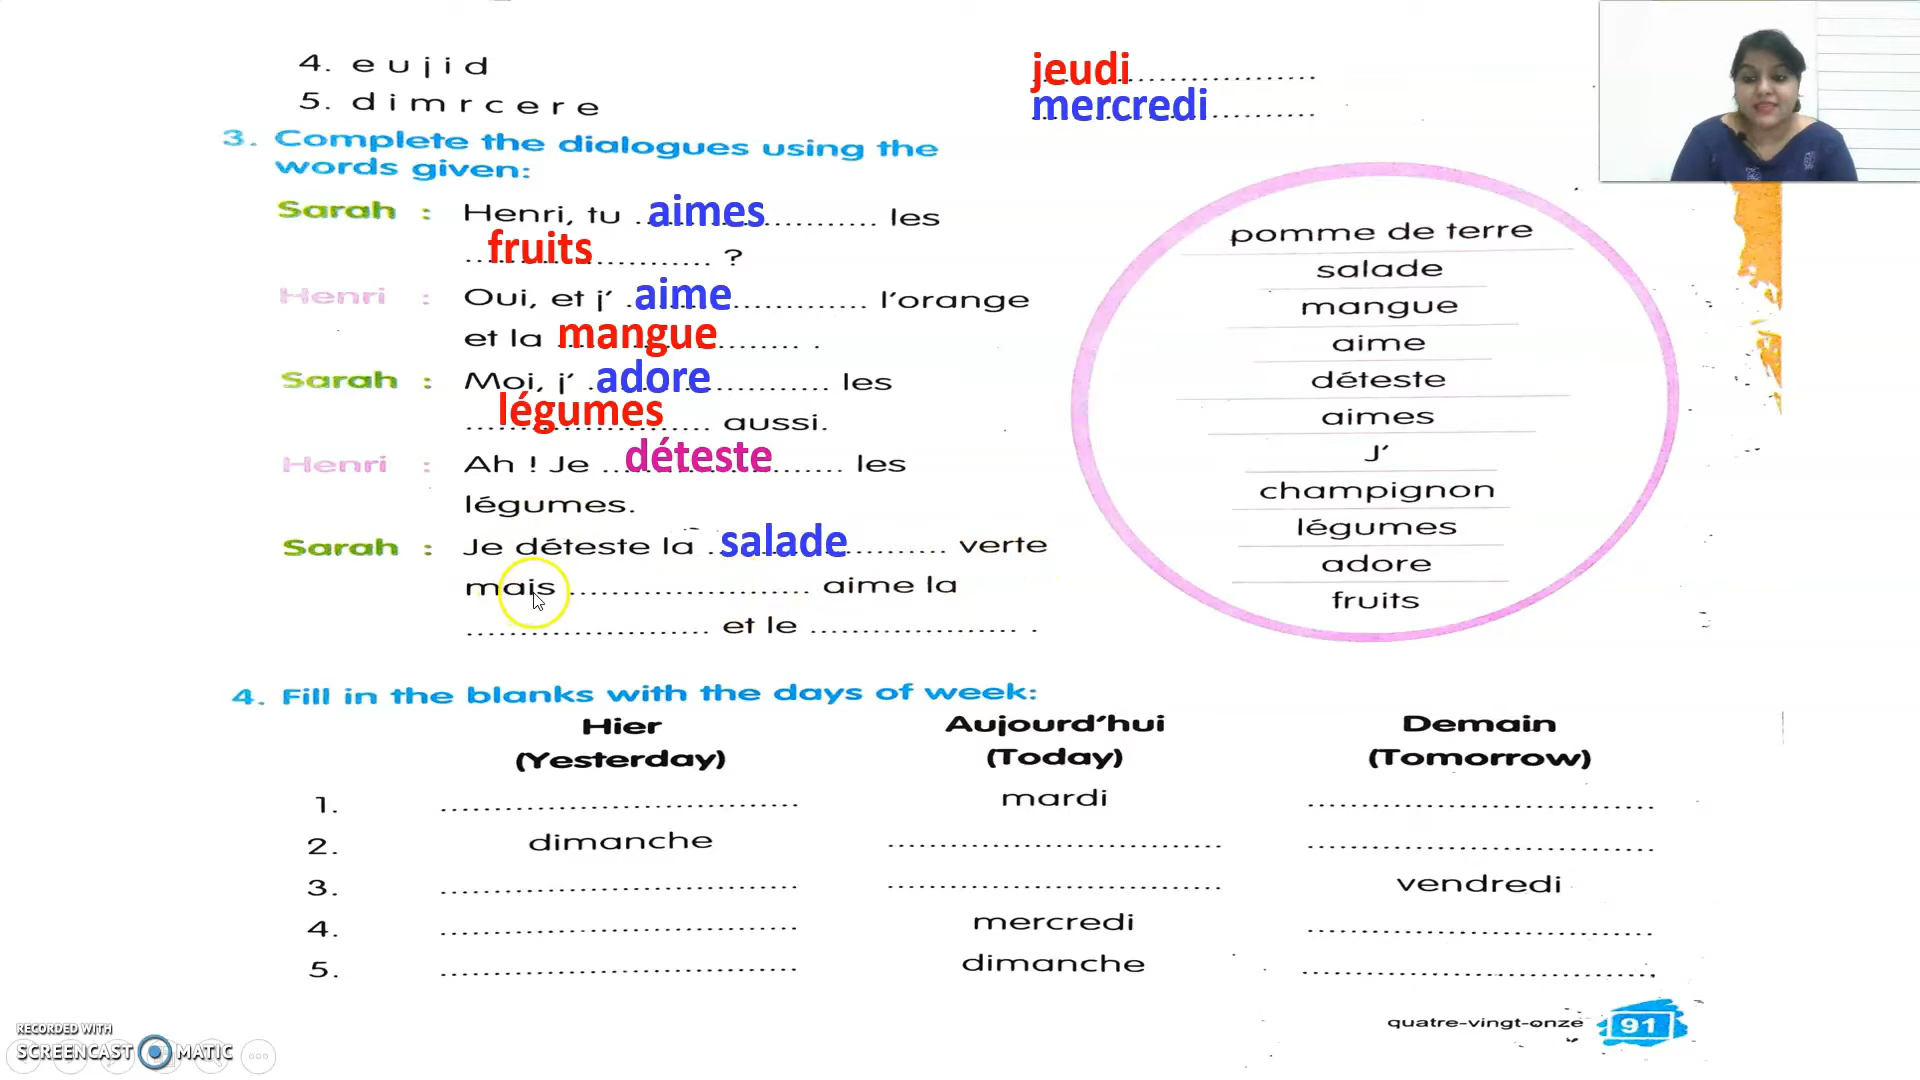 4. e u j i d
jeudi
5. d i m r c e r e
mercredi
3. Complete the dialogues using the
words given:
Sarah : Henri, tu aimes les
fruits ?
Henri : Oui, et j' aime l'orange
et la mangue .
Sarah : Moi, j' adore les
légumes aussi.
Henri : Ah ! Je déteste les
légumes.
Sarah : Je déteste la salade verte
mais ........................ aime la
........................ et le ..................... .
pomme de terre
salade
mangue
aime
déteste
aimes
J'
champignon
légumes
adore
fruits
4. Fill in the blanks with the days of week:
Hier Aujourd'hui Demain
(Yesterday) (Today) (Tomorrow)
1. .................................... mardi ...................................
2. dimanche .................................. ...................................
3. .................................... .................................. vendredi
4. .................................... mercredi ...................................
5. .................................... dimanche ...................................
quatre-vingt-onze 91
RECORDED WITH
SCREENCAST MATIC